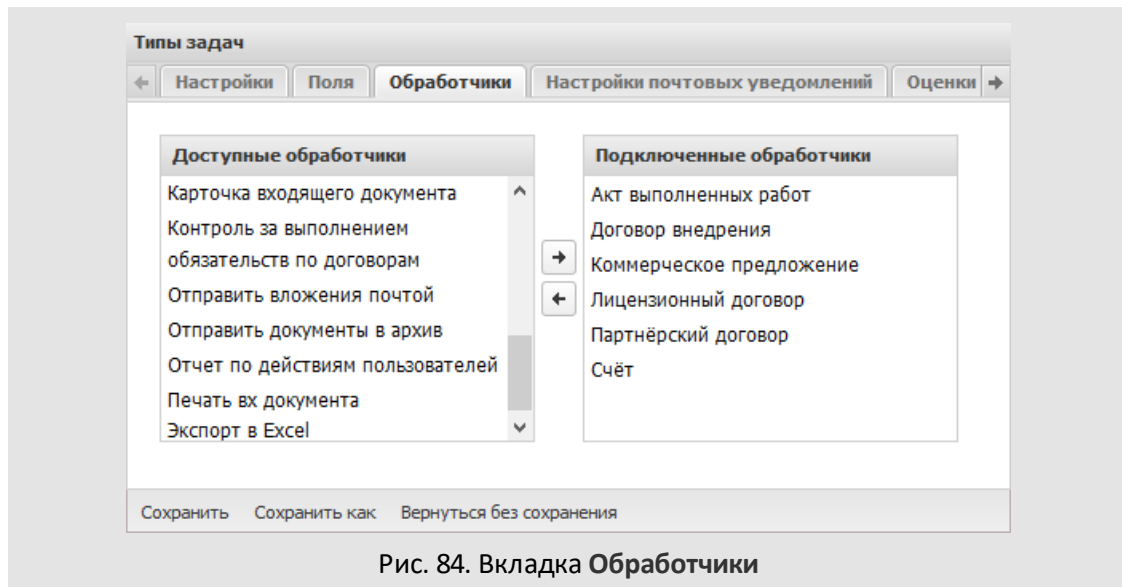 Типы задач
Настройки Поля Обработчики Настройки почтовых уведомлений Оценки
Доступные обработчики
Карточка входящего документа
Контроль за выполнением
обязательств по договорам
Отправить вложения почтой
Отправить документы в архив
Отчет по действиям пользователей
Печать вх документа
Экспорт в Excel
Подключенные обработчики
Акт выполненных работ
Договор внедрения
Коммерческое предложение
Лицензионный договор
Партнёрский договор
Счёт
Сохранить Сохранить как Вернуться без сохранения
Рис. 84. Вкладка Обработчики